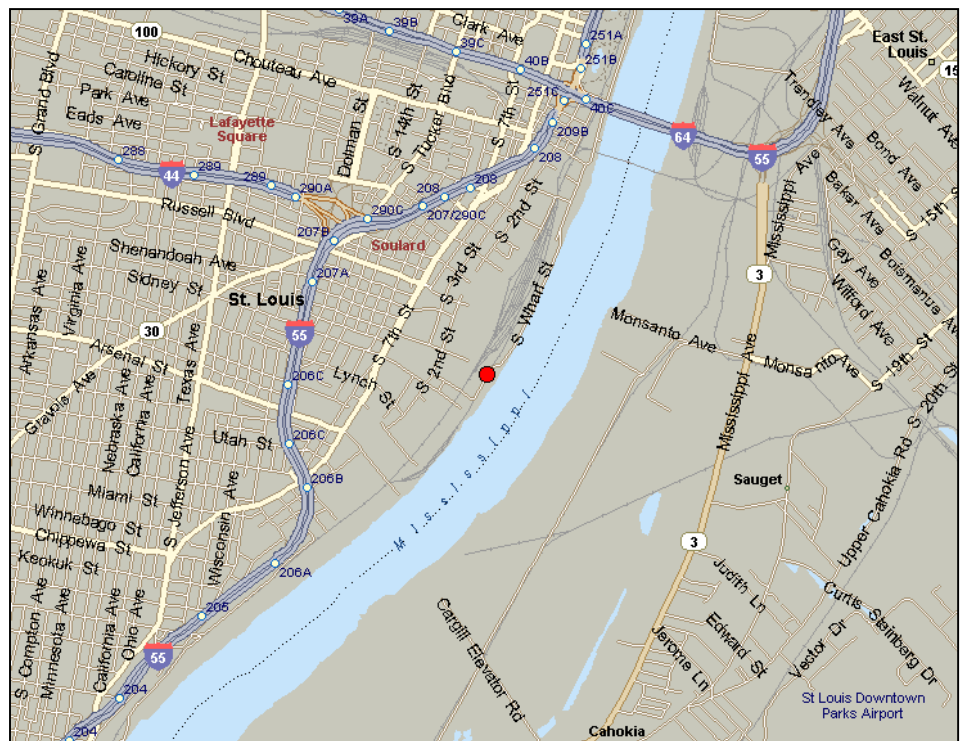 39A
39B
Clark Ave
251A
100
39C
East St.
Louis
Hickory St
Chouteau Ave
40B
251B
15
Caroline St
S Grand Blvd
Park Ave
Eads Ave
Lafayette
Square
Dolman St
S 14th St
S Tucker Blvd
S 7th St
251C
40C
Trendley Ave
Walnut Ave
Bond Ave
209B
64
55
288
289
44
289
290A
208
208
208
Baker Ave
S 15th St
Russell Blvd
290C
207/290C
S 2nd St
Mississippi Ave
207B
Soulard
Gay Ave
Boismenue Ave
Shenandoah Ave
Sidney St
207A
S 3rd St
3
Wilford Ave
Arkansas Ave
Virginia Ave
St. Louis
S Wharf St
30
55
S 7th St
S 2nd St
Monsanto Ave
Monsanto Ave
S 19th St
Arsenal St
Gravois Ave
Texas Ave
206C
Lynch St
S 20th St
Nebraska Ave
California Ave
Utah St
206C
Mississippi Ave
Mississippi
206B
Sauget
Miami St
S Jefferson Ave
Wisconsin Ave
Upper Cahokia Rd
Winnebago St
Chippewa St
3
Keokuk St
206A
Judith Ln
Curtis Steinberg Dr
S Compton Ave
Minnesota Ave
California Ave
Ohio Ave
205
Cargill Elevator Rd
Edward St
Jerome Ln
Vector Dr
55
204
St Louis Downtown
Parks Airport
204
Cahokia